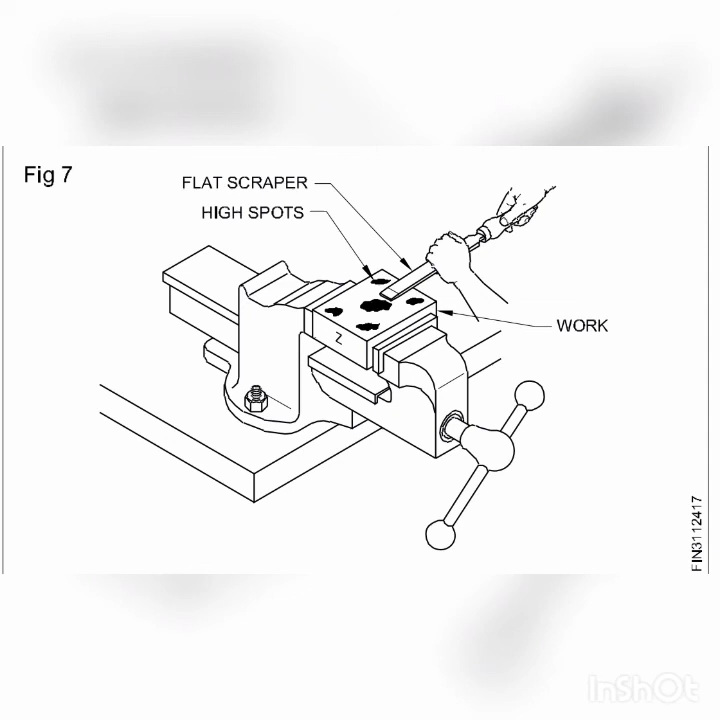 Fig 7
FLAT SCRAPER
HIGH SPOTS
WORK
Z
FIN3112417
InShOt